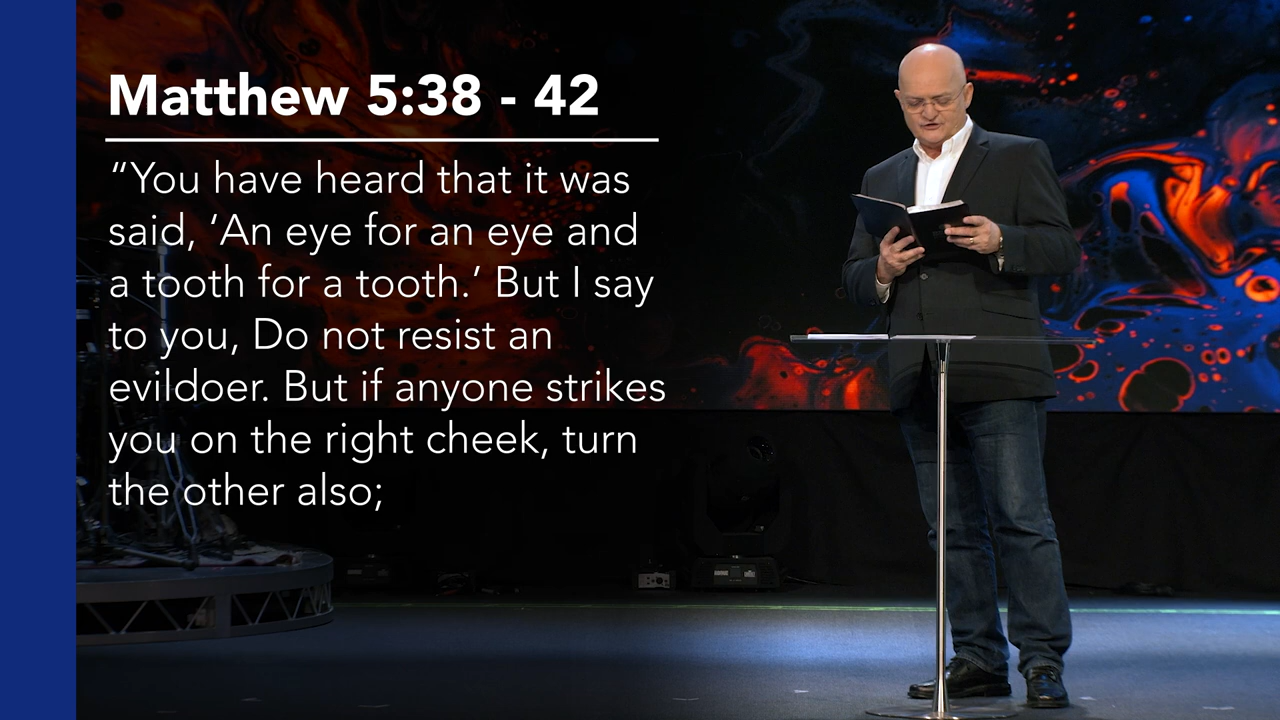 Matthew 5:38 - 42
“You have heard that it was
said, ‘An eye for an eye and
a tooth for a tooth.’ But I say
to you, Do not resist an
evildoer. But if anyone strikes
you on the right cheek, turn
the other also;